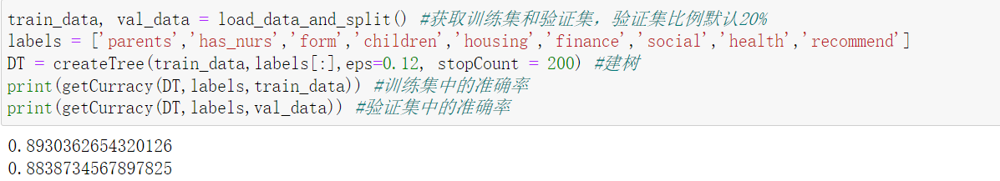 train_data, val_data = load_data_and_split() #获取训练集和验证集，验证集比例默认20%
labels = ['parents','has_nurs','form','children','housing','finance','social','health','recommend']
DT = createTree(train_data,labels[:],eps=0.12, stopCount = 200) #建树
print(getCurracy(DT,labels,train_data)) #训练集中的准确率
print(getCurracy(DT,labels,val_data)) #验证集中的准确率
0.8930362654320126
0.8838734567897825